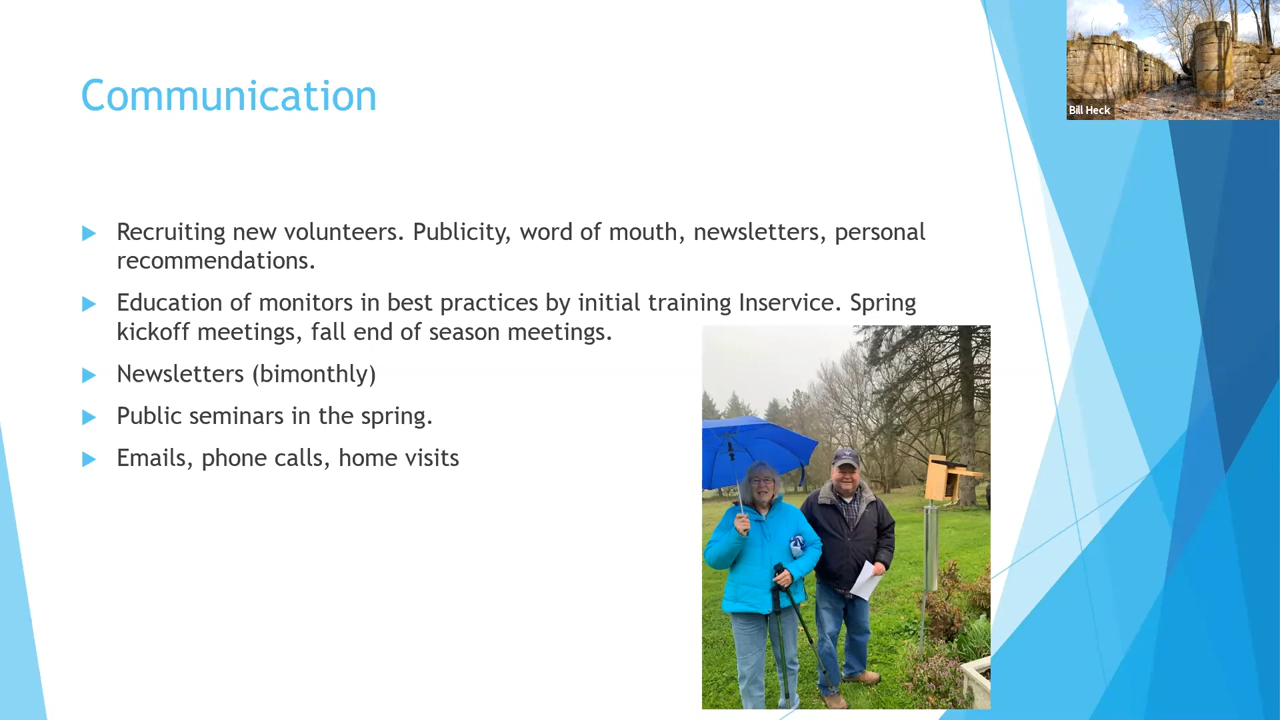 Communication
Bill Heck
Recruiting new volunteers. Publicity, word of mouth, newsletters, personal
recommendations.
Education of monitors in best practices by initial training Inservice. Spring
kickoff meetings, fall end of season meetings.
Newsletters (bimonthly)
Public seminars in the spring.
Emails, phone calls, home visits